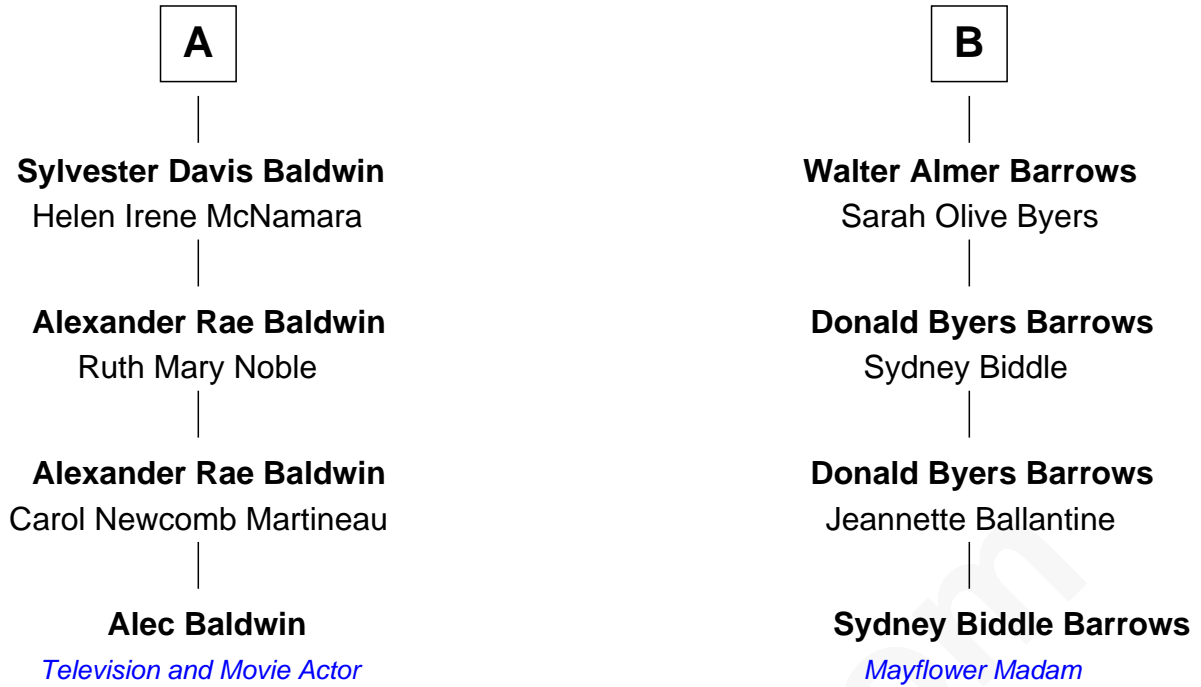 A
Sylvester Davis Baldwin
Helen Irene McNamara
Alexander Rae Baldwin
Ruth Mary Noble
Alexander Rae Baldwin
Carol Newcomb Martineau
Alec Baldwin
Television and Movie Actor
B
Walter Almer Barrows
Sarah Olive Byers
Donald Byers Barrows
Sydney Biddle
Donald Byers Barrows
Jeannette Ballantine
Sydney Biddle Barrows
Mayflower Madam